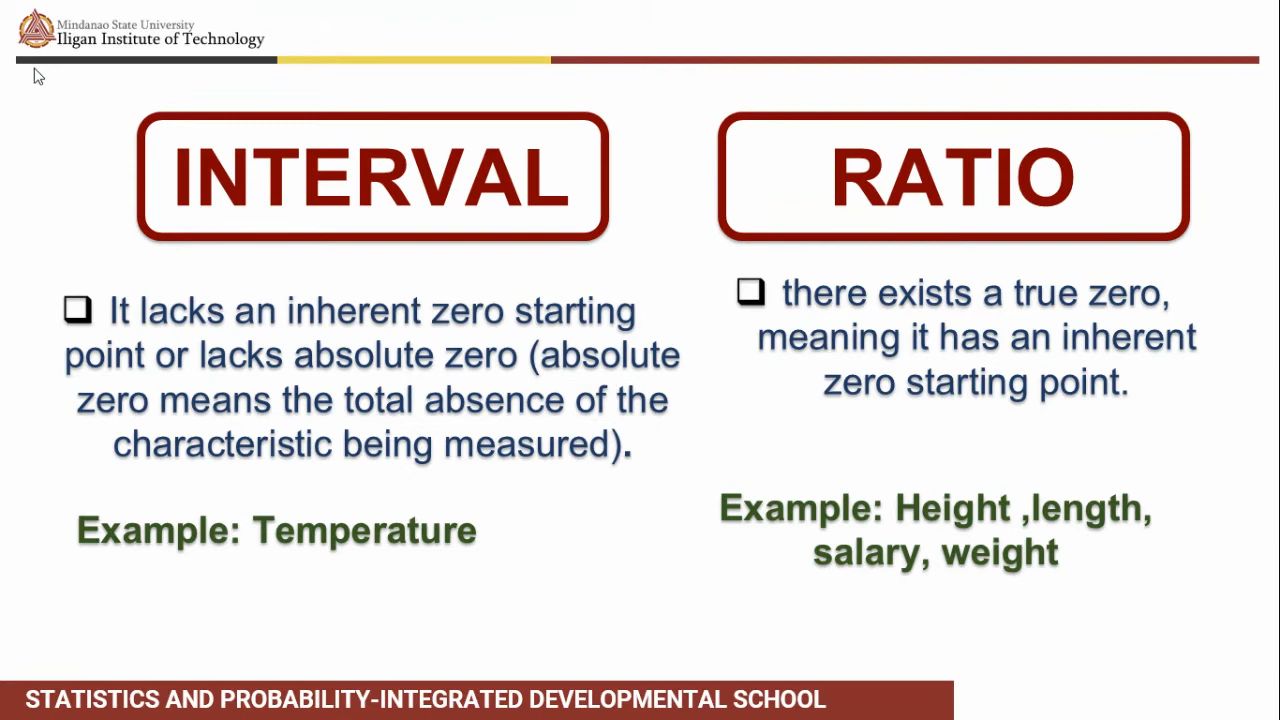 Mindanao State University
Iligan Institute of Technology
INTERVAL
It lacks an inherent zero starting
point or lacks absolute zero (absolute
zero means the total absence of the
characteristic being measured).
Example: Temperature
RATIO
there exists a true zero,
meaning it has an inherent
zero starting point.
Example: Height ,length,
salary, weight
STATISTICS AND PROBABILITY-INTEGRATED DEVELOPMENTAL SCHOOL